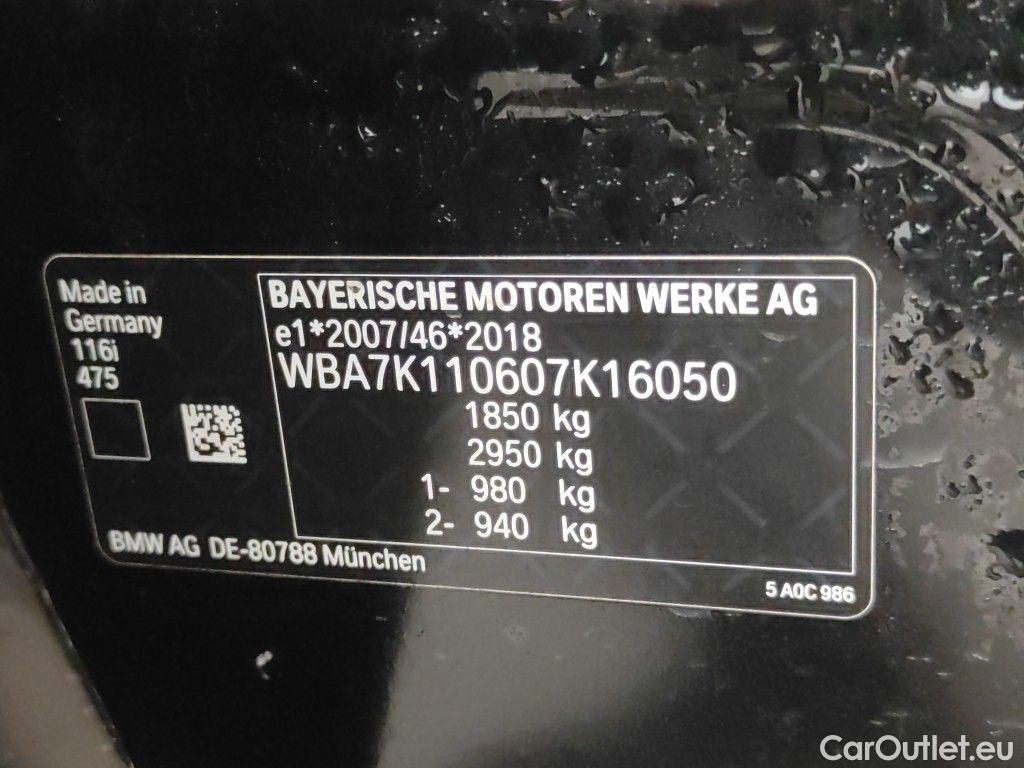 Made in
Germany
116i
475
BAYERISCHE MOTOREN WERKE AG
e1*2007/46*2018
WBA7K110607K16050
1850 kg
2950 kg
1- 980 kg
2- 940 kg
BMW AG DE-80788 München
5 A0C 986
CarOutlet.eu